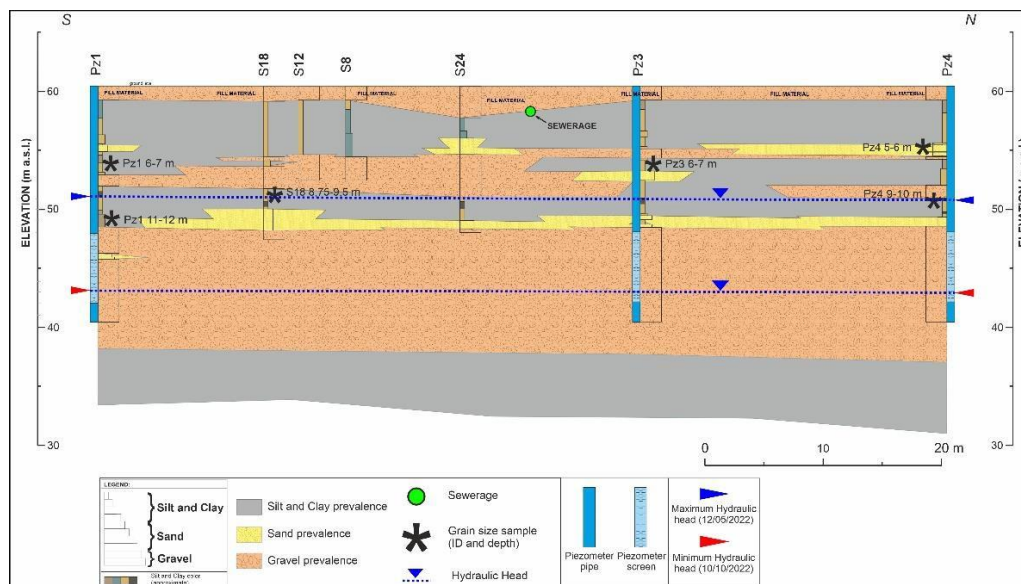 S
N
Pz1
S18
S12
S8
S24
Pz3
Pz4
60
FILL MATERIAL
FILL MATERIAL
FILL MATERIAL
FILL MATERIAL
FILL MATERIAL
FILL MATERIAL
60
SEWERAGE
Pz1 6-7 m
Pz3 6-7 m
Pz4 5-6 m
S18 8.75-9.5 m
Pz4 9-10 m
50
Pz1 11-12 m
50
ELEVATION (m a.s.l.)
40
40
30
30
0 10 20 m
LEGEND:
Silt and Clay
Sand
Gravel
Silt and Clay color
Silt and Clay prevalence
Sand prevalence
Gravel prevalence
Sewerage
Grain size sample
(ID and depth)
Hydraulic Head
Piezometer
pipe
Piezometer
screen
Maximum Hydraulic
head (12/05/2022)
Minimum Hydraulic
head (10/10/2022)